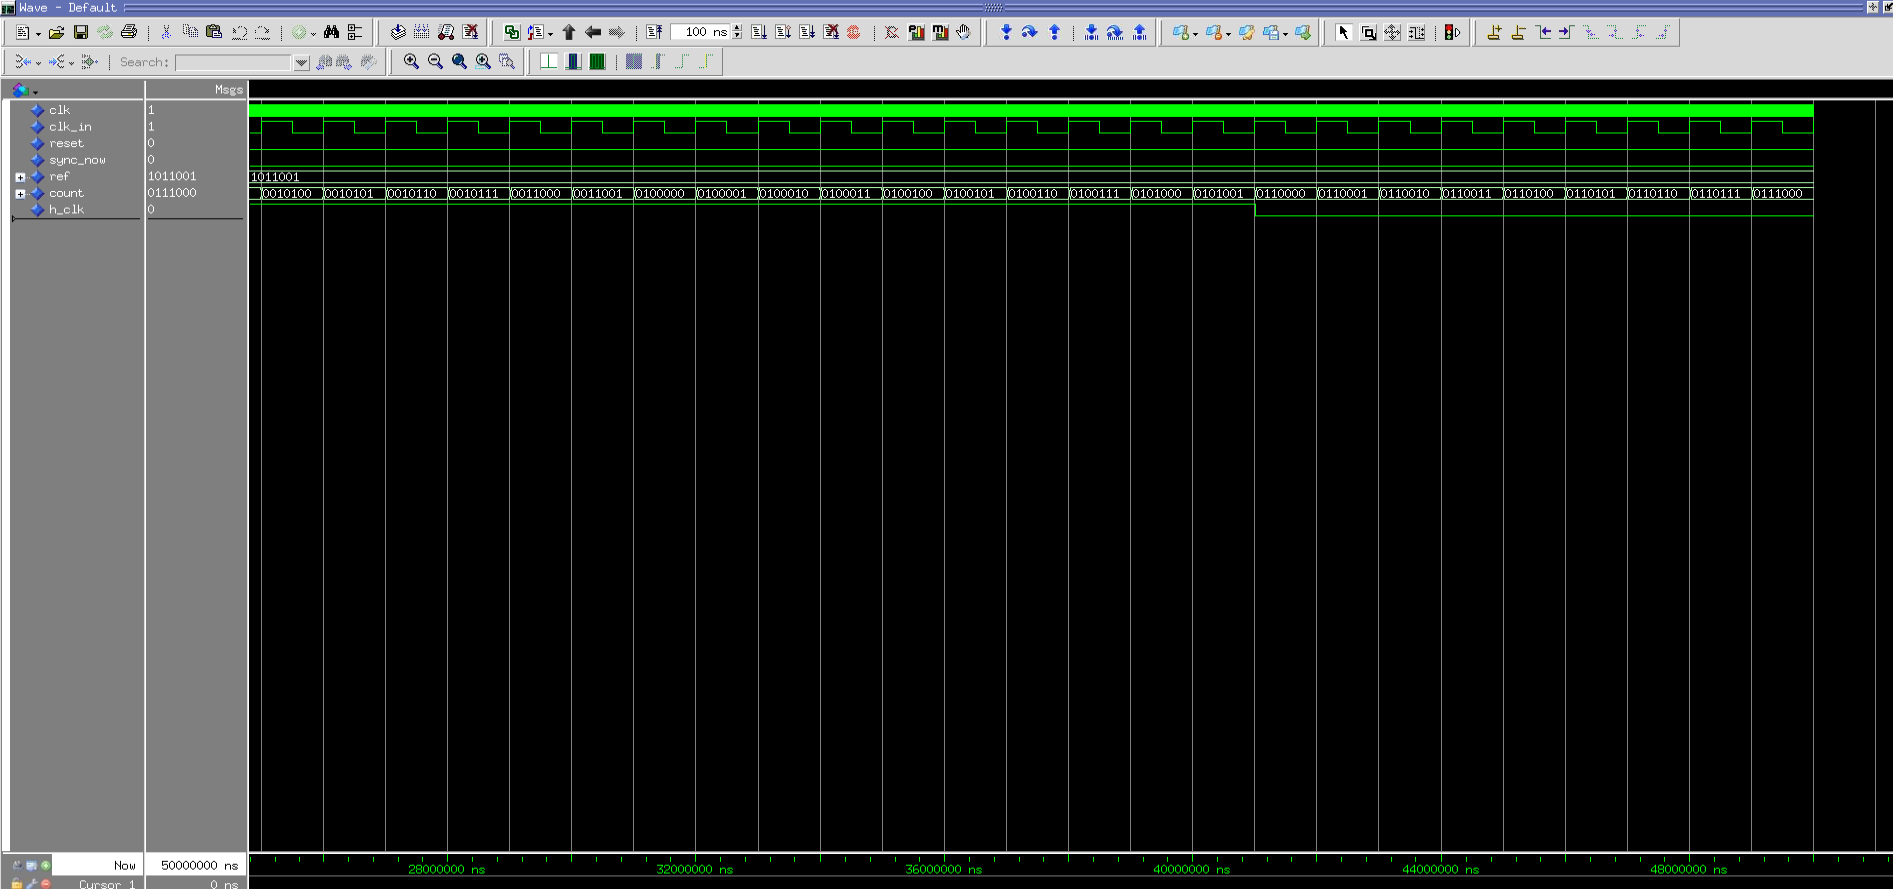 Wave - Default
100 ns
Search:
Msgs
clk 1
clk_in 1
reset 0
sync_now 0
ref 1011001 1011001
count 0111000 0010100 0010101 0010110 0010111 0011000 0011001 0100000 0100001 0100010 0100011 0100100 0100101 0100110 0100111 0101000 0101001 0110000 0110001 0110010 0110011 0110100 0110101 0110110 0110111 0111000
h_clk 0
Now 50000000 ns
28000000 ns 32000000 ns 36000000 ns 40000000 ns 44000000 ns 48000000 ns
Cursor 1 0 ns